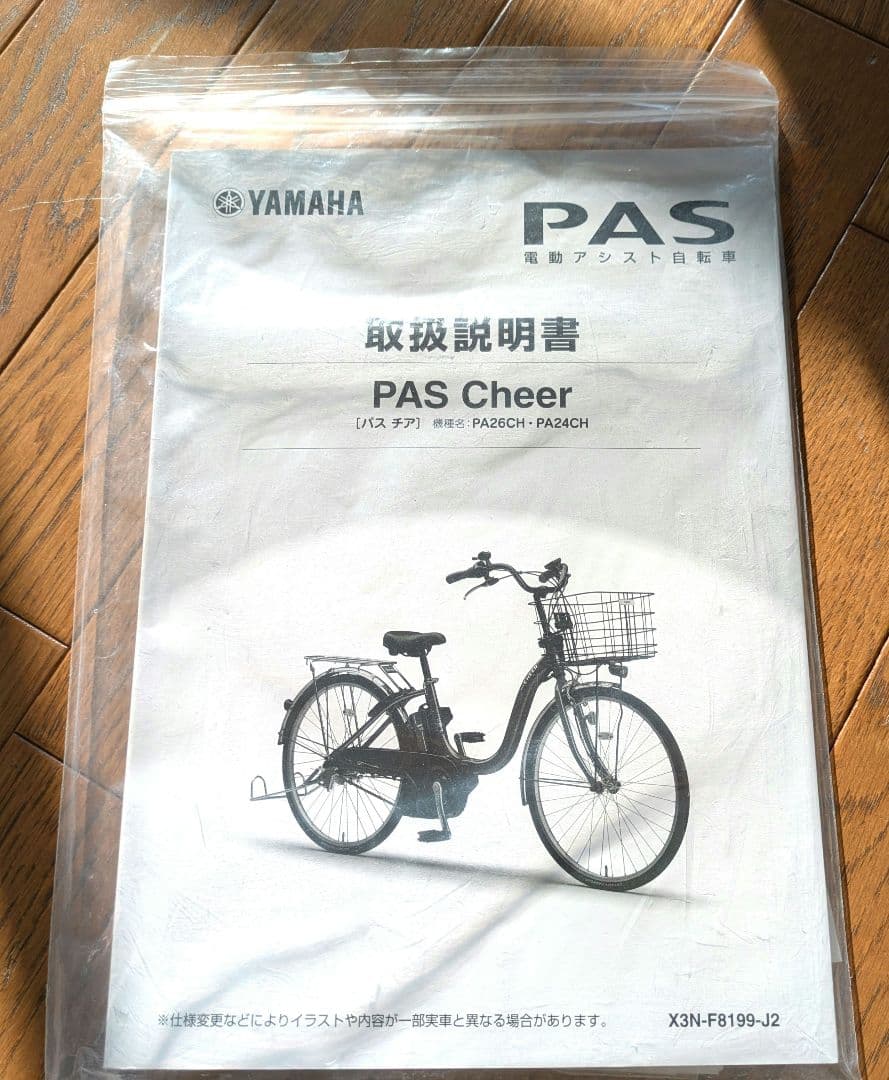 YAMAHA
PAS
電動アシスト自転車
取扱説明書
PAS Cheer
[パス チア] 機種名:PA26CH・PA24CH
※仕様変更などによりイラストや内容が一部実車と異なる場合があります。
X3N-F8199-J2